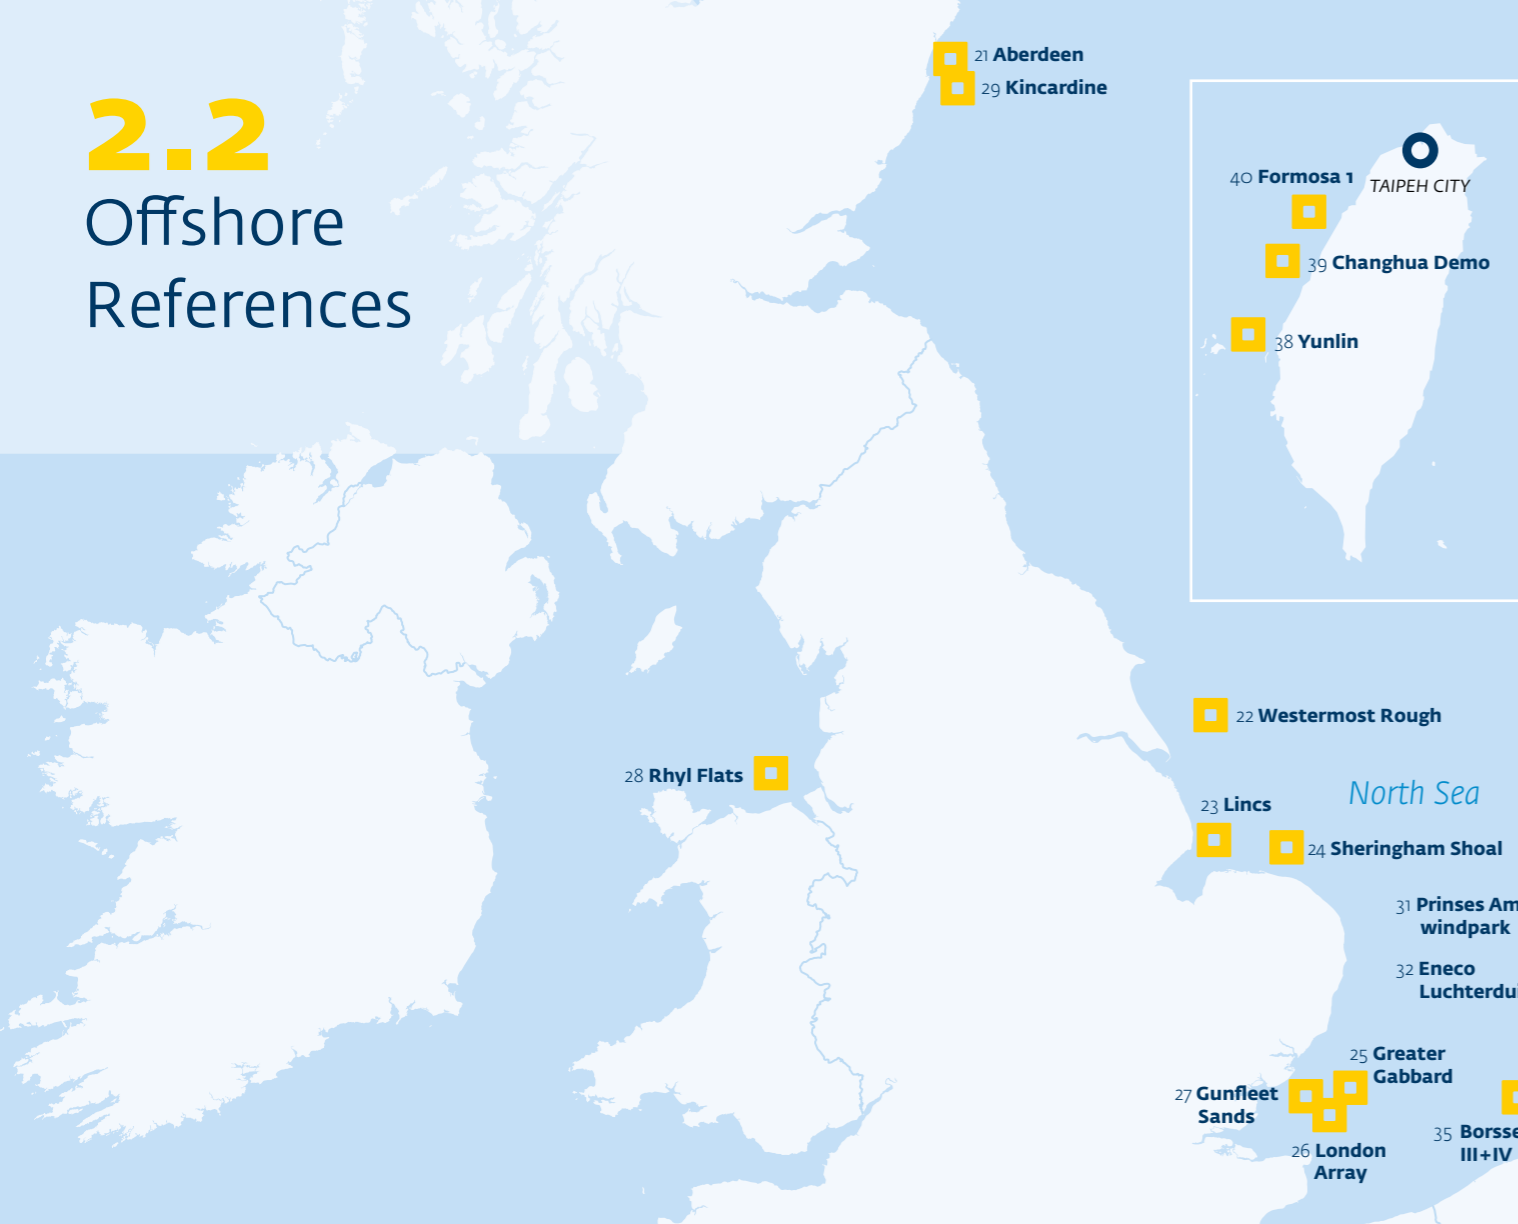 2.2
Offshore
References
21 Aberdeen
29 Kincardine
40 Formosa 1
TAIPEH CITY
39 Changhua Demo
38 Yunlin
22 Westermost Rough
28 Rhyl Flats
North Sea
23 Lincs
24 Sheringham Shoal
31 Prinses
windpark
32 Eneco
25 Greater
Gabbard
27 Gunfleet
Sands
26 London
Array
35
III+IV